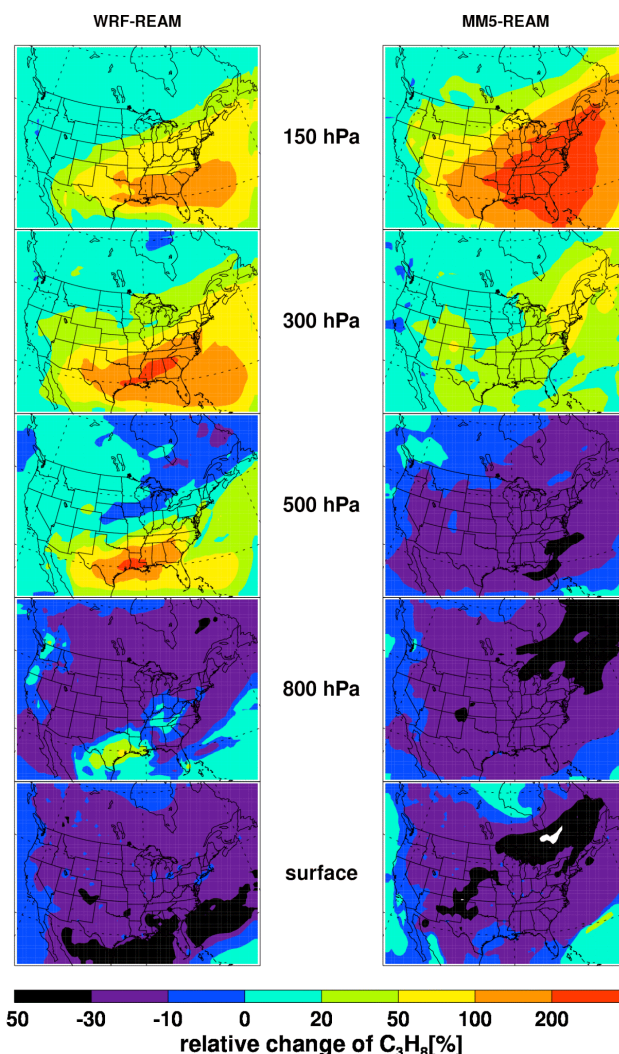 WRF-REAM MM5-REAM
150 hPa
300 hPa
500 hPa
800 hPa
surface
50 -30 -10 0 20 50 100 200
relative change of C₃H₈[%]